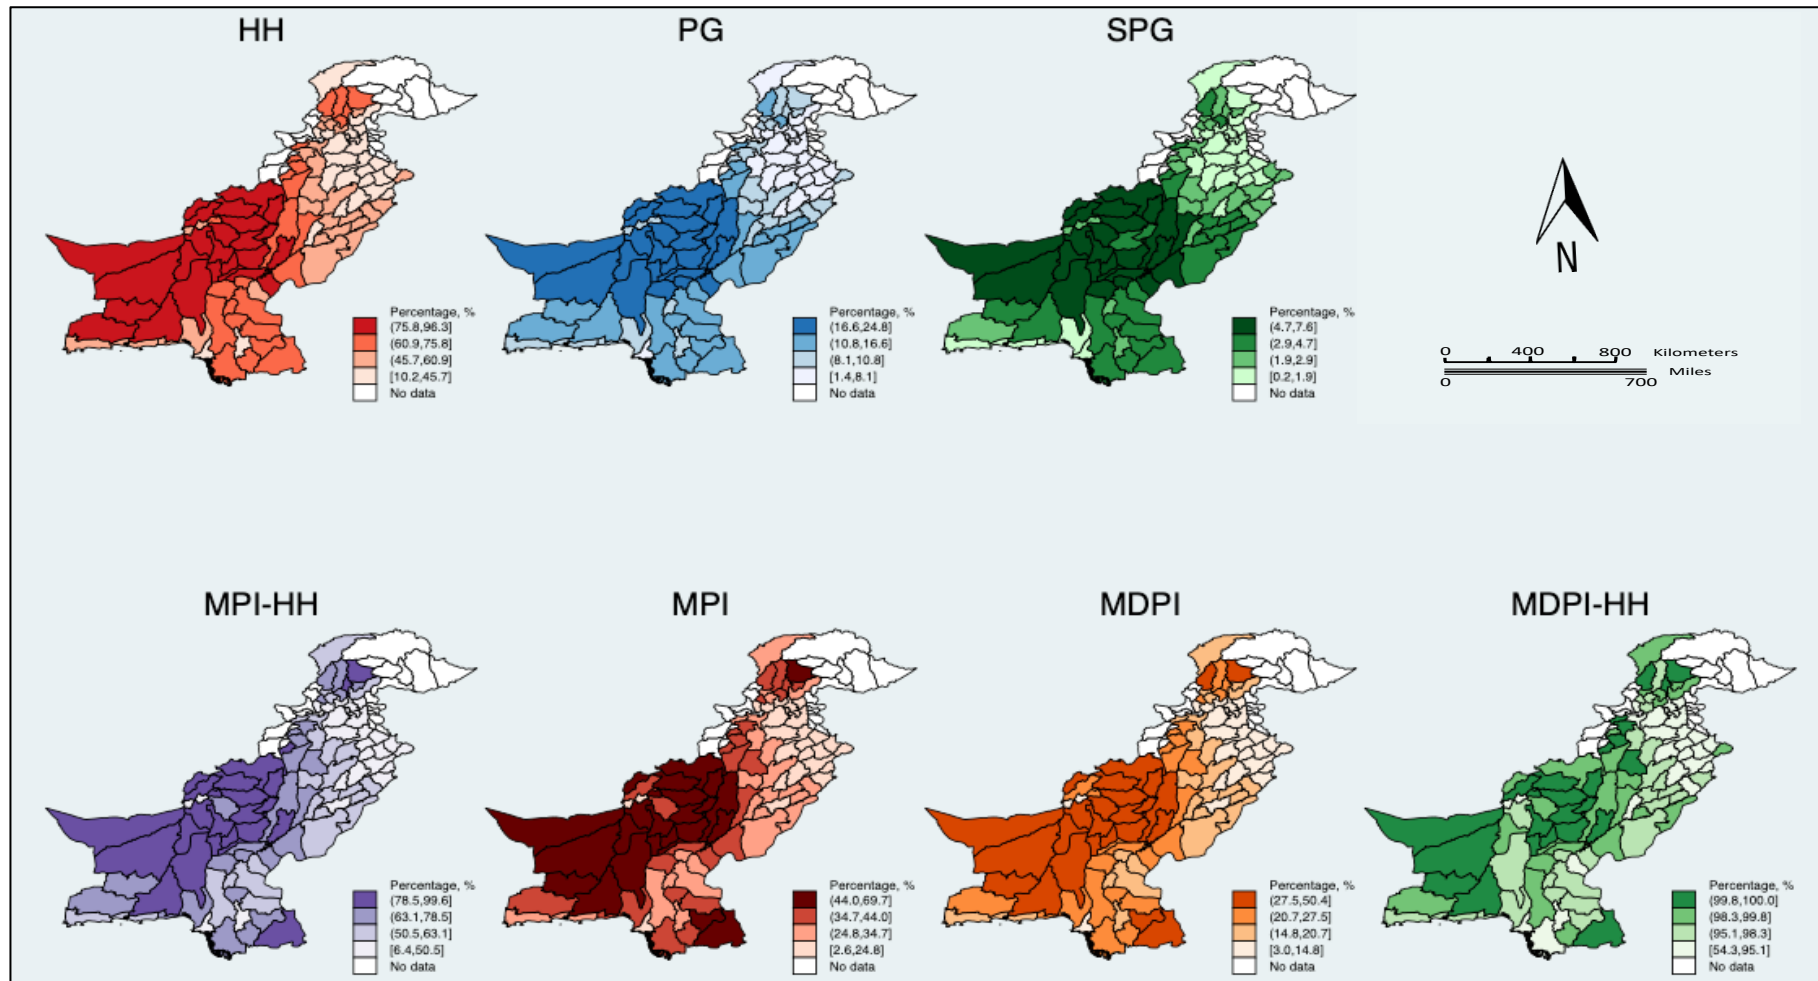 HH
PG
SPG
Percentage, %
(75.8,96.3]
(60.9,75.8]
(45.7,60.9]
[10.2,45.7]
No data
Percentage, %
(16.6,24.8]
(10.8,16.6]
(8.1,10.8]
[1.4,8.1]
No data
Percentage, %
(4.7,7.6]
(2.9,4.7]
(1.9,2.9]
[0.2,1.9]
No data
N
0 400 800 Kilometers
Miles
0 700
MPI-HH
MPI
MDPI
MDPI-HH
Percentage, %
(78.5,99.6]
(63.1,78.5]
(50.5,63.1]
[6.4,50.5]
No data
Percentage, %
(44.0,69.7]
(34.7,44.0]
(24.8,34.7]
[2.6,24.8]
No data
Percentage, %
(27.5,50.4]
(20.7,27.5]
(14.8,20.7]
[3.0,14.8]
No data
Percentage, %
(99.8,100.0]
(98.3,99.8]
(95.1,98.3]
[54.3,95.1]
No data